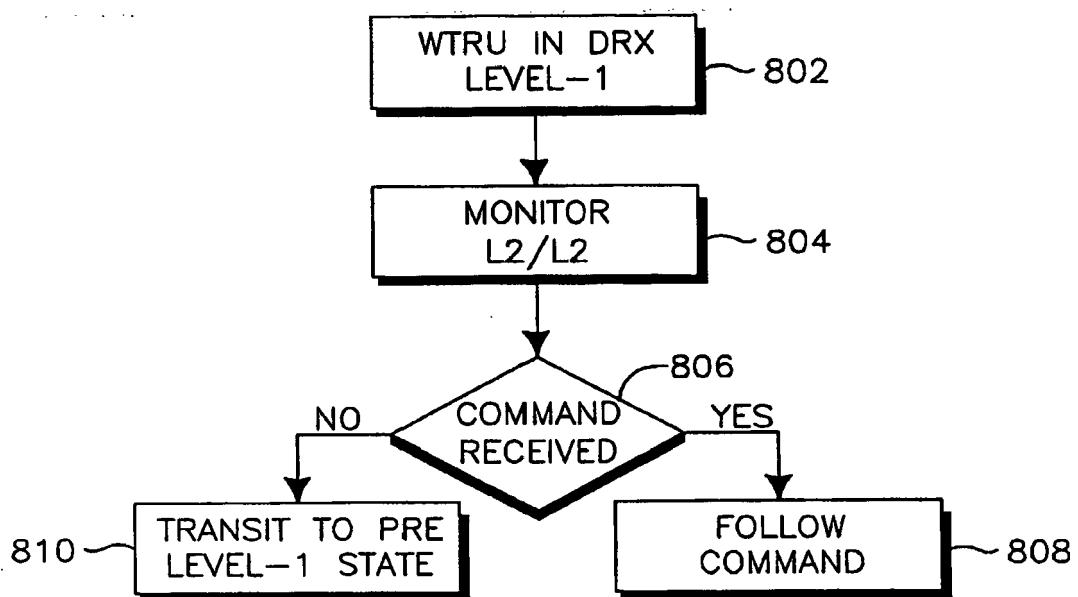 WTRU IN DRX
LEVEL-1
802
MONITOR
L2/L2
804
806
COMMAND
RECEIVED
NO
YES
TRANSIT TO PRE
LEVEL-1 STATE
810
FOLLOW
COMMAND
808